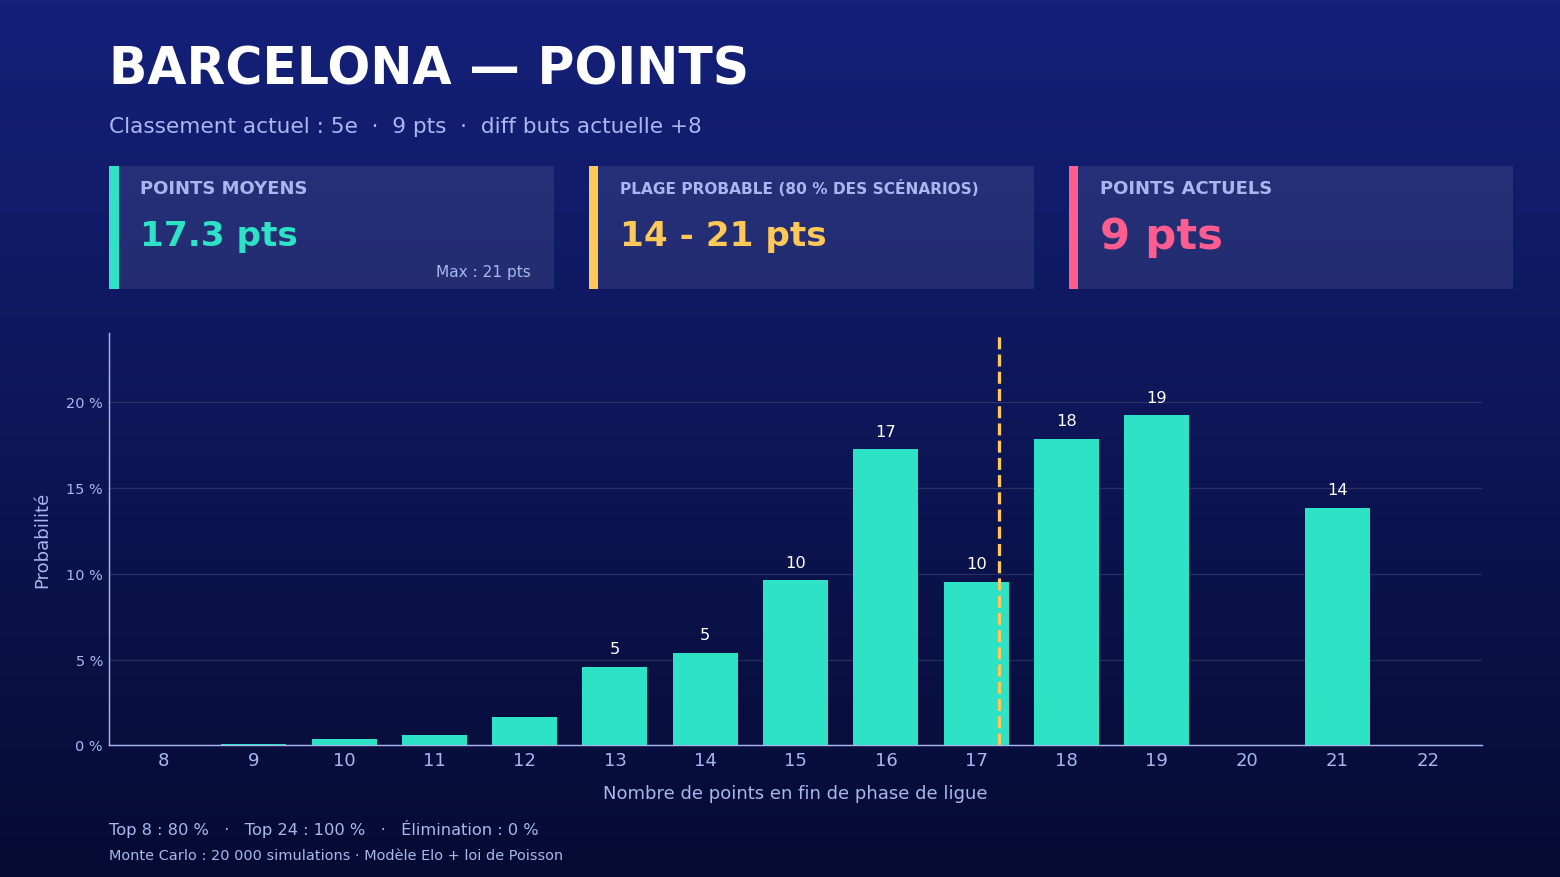 BARCELONA — POINTS
Classement actuel : 5e · 9 pts · diff buts actuelle +8
POINTS MOYENS
17.3 pts
Max : 21 pts
PLAGE PROBABLE (80 % DES SCÉNARIOS)
14 - 21 pts
POINTS ACTUELS
9 pts
Probabilité
20 %
15 %
10 %
5 %
0 %
5
5
10
17
10
18
19
14
8 9 10 11 12 13 14 15 16 17 18 19 20 21 22
Nombre de points en fin de phase de ligue
Top 8 : 80 % · Top 24 : 100 % · Élimination : 0 %
Monte Carlo : 20 000 simulations · Modèle Elo + loi de Poisson